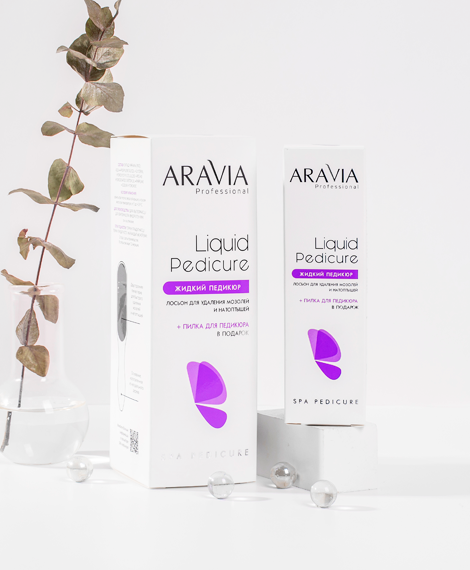 ARAVIA
Professional
Liquid
Pedicure
ЖИДКИЙ ПЕДИКЮР
ЛОСЬОН ДЛЯ УДАЛЕНИЯ МОЗОЛЕЙ
И НАТОПТЫШЕЙ
+ ПИЛКА ДЛЯ ПЕДИКЮРА
В ПОДАРОК
SPA PEDICURE
ARAVIA
Professional
Liquid
Pedicure
ЖИДКИЙ ПЕДИКЮР
ЛОСЬОН ДЛЯ УДАЛЕНИЯ МОЗОЛЕЙ
И НАТОПТЫШЕЙ
+ ПИЛКА ДЛЯ ПЕДИКЮРА
В ПОДАРОК
SPA PEDICURE